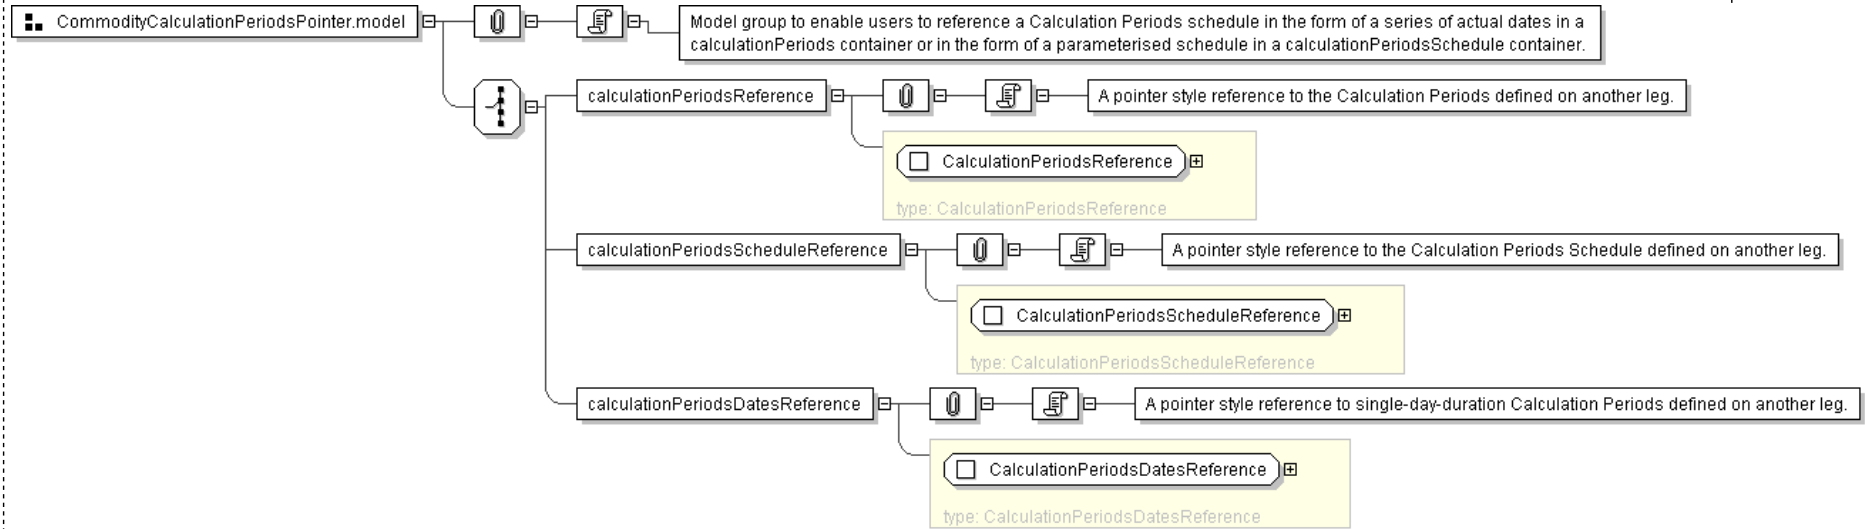 CommodityCalculationPeriodsPointer.model
Model group to enable users to reference a Calculation Periods schedule in the form of a series of actual dates in a
calculationPeriods container or in the form of a parameterised schedule in a calculationPeriodsSchedule container.
calculationPeriodsReference
A pointer style reference to the Calculation Periods defined on another leg.
CalculationPeriodsReference
type: CalculationPeriodsReference
calculationPeriodsScheduleReference
A pointer style reference to the Calculation Periods Schedule defined on another leg.
CalculationPeriodsScheduleReference
type: CalculationPeriodsScheduleReference
calculationPeriodsDatesReference
A pointer style reference to single-day-duration Calculation Periods defined on another leg.
CalculationPeriodsDatesReference
type: CalculationPeriodsDatesReference